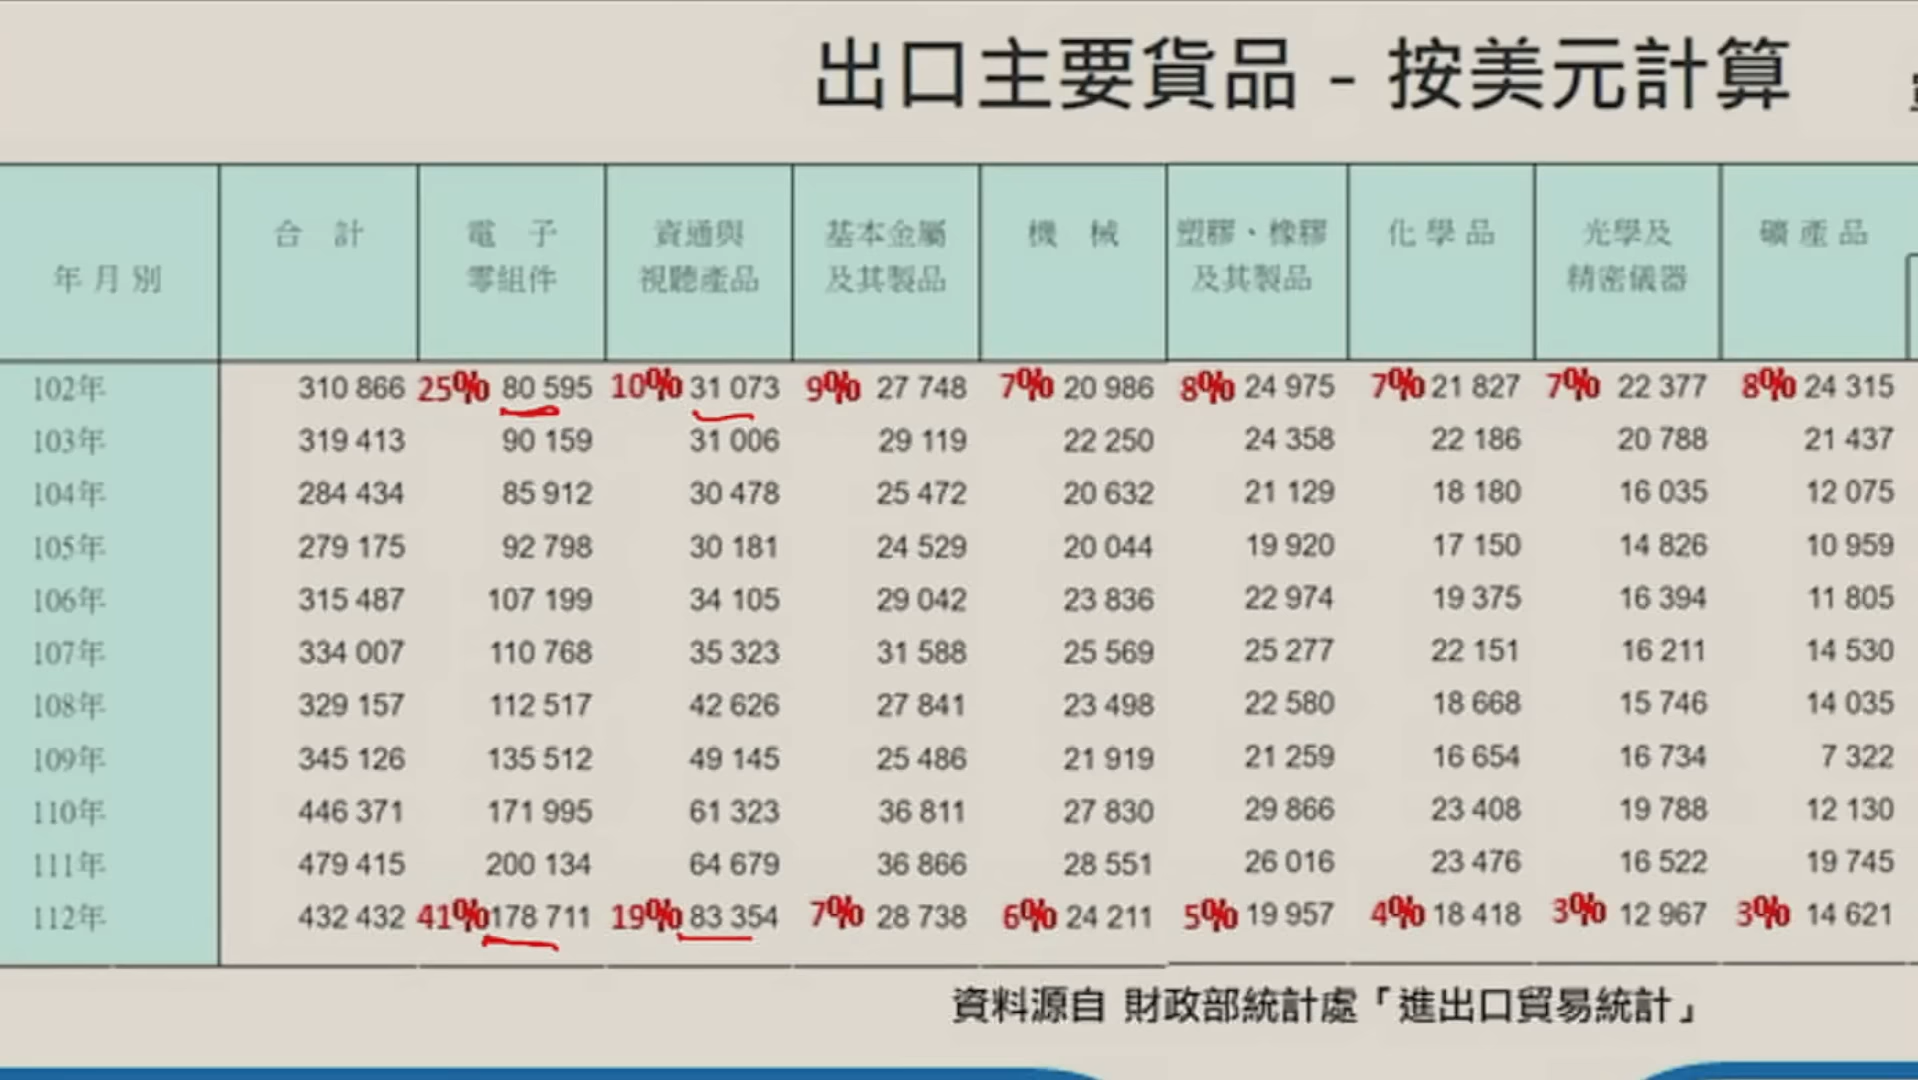 出口主要貨品 - 按美元計算
年月別 合計 電子零組件 資通與視聽產品 基本金屬及其製品 機械 塑膠、橡膠及其製品 化學品 光學及精密儀器 礦產品
102年 310 866 25% 80 595 10% 31 073 9% 27 748 7% 20 986 8% 24 975 7% 21 827 7% 22 377 8% 24 315
103年 319 413 90 159 31 006 29 119 22 250 24 358 22 186 20 788 21 437
104年 284 434 85 912 30 478 25 472 20 632 21 129 18 180 16 035 12 075
105年 279 175 92 798 30 181 24 529 20 044 19 920 17 150 14 826 10 959
106年 315 487 107 199 34 105 29 042 23 836 22 974 19 375 16 394 11 805
107年 334 007 110 768 35 323 31 588 25 569 25 277 22 151 16 211 14 530
108年 329 157 112 517 42 626 27 841 23 498 22 580 18 668 15 746 14 035
109年 345 126 135 512 49 145 25 486 21 919 21 259 16 654 16 734 7 322
110年 446 371 171 995 61 323 36 811 27 830 29 866 23 408 19 788 12 130
111年 479 415 200 134 64 679 36 866 28 551 26 016 23 476 16 522 19 745
112年 432 432 41% 178 711 19% 83 354 7% 28 738 6% 24 211 5% 19 957 4% 18 418 3% 12 967 3% 14 621
資料源自 財政部統計處「進出口貿易統計」